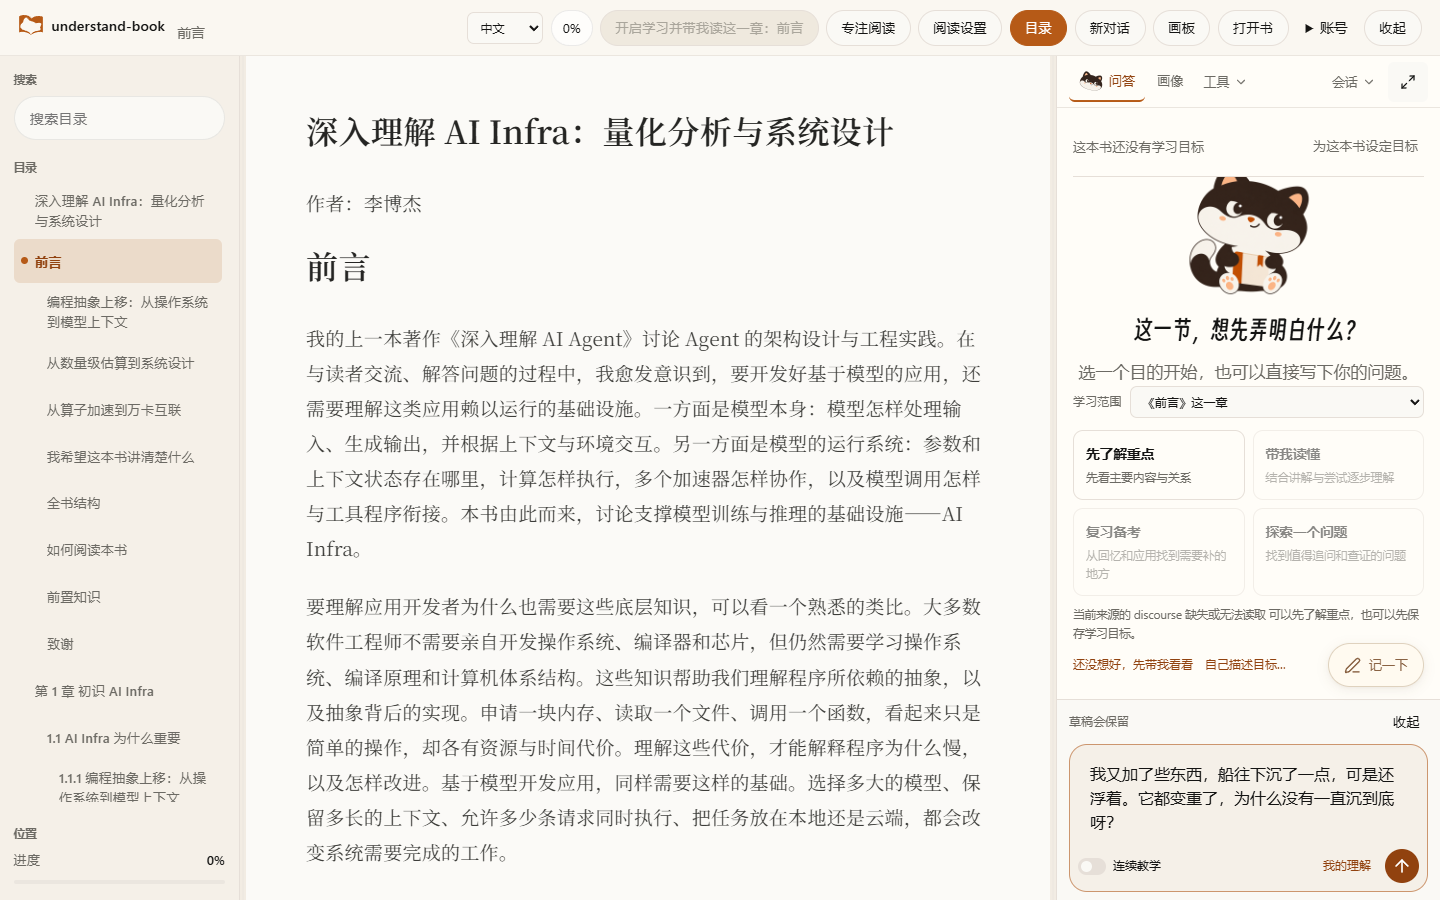 understand-book
前言
中文
0%
开启学习并带我读这一章：前言
专注阅读
阅读设置
目录
新对话
画板
打开书
账号
收起
搜索
搜索目录
目录
深入理解 AI Infra：量化分析
与系统设计
前言
编程抽象上移：从操作系统
到模型上下文
从数量级估算到系统设计
从算子加速到万卡互联
我希望这本书讲清楚什么
全书结构
如何阅读本书
前置知识
致谢
第 1 章 初识 AI Infra
1.1 AI Infra 为什么重要
1.1.1 编程抽象上移：从操
作系统到模型上下文
位置
进度
0%
深入理解 AI Infra：量化分析与系统设计
作者：李博杰
前言
我的上一本著作《深入理解 AI Agent》讨论 Agent 的架构设计与工程实践。在
与读者交流、解答问题的过程中，我愈发意识到，要开发好基于模型的应用，还
需要理解这类应用赖以运行的基础设施。一方面是模型本身：模型怎样处理输
入、生成输出，并根据上下文与环境交互。另一方面是模型的运行系统：参数和
上下文状态存在哪里，计算怎样执行，多个加速器怎样协作，以及模型调用怎样
与工具程序衔接。本书由此而来，讨论支撑模型训练与推理的基础设施——AI
Infra。
要理解应用开发者为什么也需要这些底层知识，可以看一个熟悉的类比。大多数
软件工程师不需要亲自开发操作系统、编译器和芯片，但仍然需要学习操作系
统、编译原理和计算机体系结构。这些知识帮助我们理解程序所依赖的抽象，以
及抽象背后的实现。申请一块内存、读取一个文件、调用一个函数，看起来只是
简单的操作，却各有资源与时间代价。理解这些代价，才能解释程序为什么慢，
以及怎样改进。基于模型开发应用，同样需要这样的基础。选择多大的模型、保
留多长的上下文、允许多少条请求同时执行、把任务放在本地还是云端，都会改
变系统需要完成的工作。
问答
画像
工具
会话
这本书还没有学习目标
为这本书设定目标
这一节，想先弄明白什么？
选一个目的开始，也可以直接写下你的问题。
学习范围
《前言》这一章
先了解重点
先看主要内容与关系
带我读懂
结合讲解与尝试逐步理解
复习备考
从回忆和应用找到需要补的
地方
探索一个问题
找到值得追问和查证的问题
当前来源的 discourse 缺失或无法读取 可以先了解重点，也可以先保
存学习目标。
还没想好，先带我看看
自己描述目标...
记一下
草稿会保留
收起
我又加了些东西，船往下沉了一点，可是还
浮着。它都变重了，为什么没有一直沉到底
呀？
连续教学
我的理解